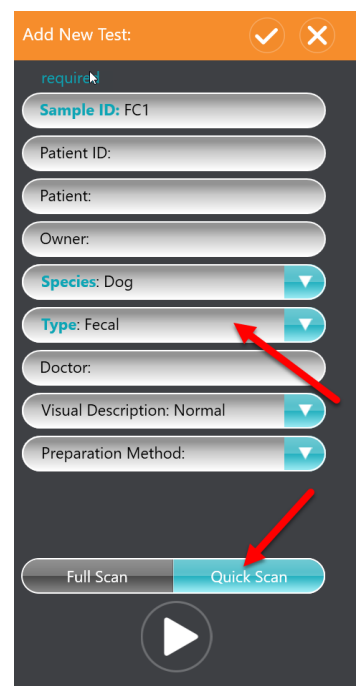 Add New Test:
required
Sample ID: FC1
Patient ID:
Patient:
Owner:
Species: Dog
Type: Fecal
Doctor:
Visual Description: Normal
Preparation Method:
Full Scan Quick Scan